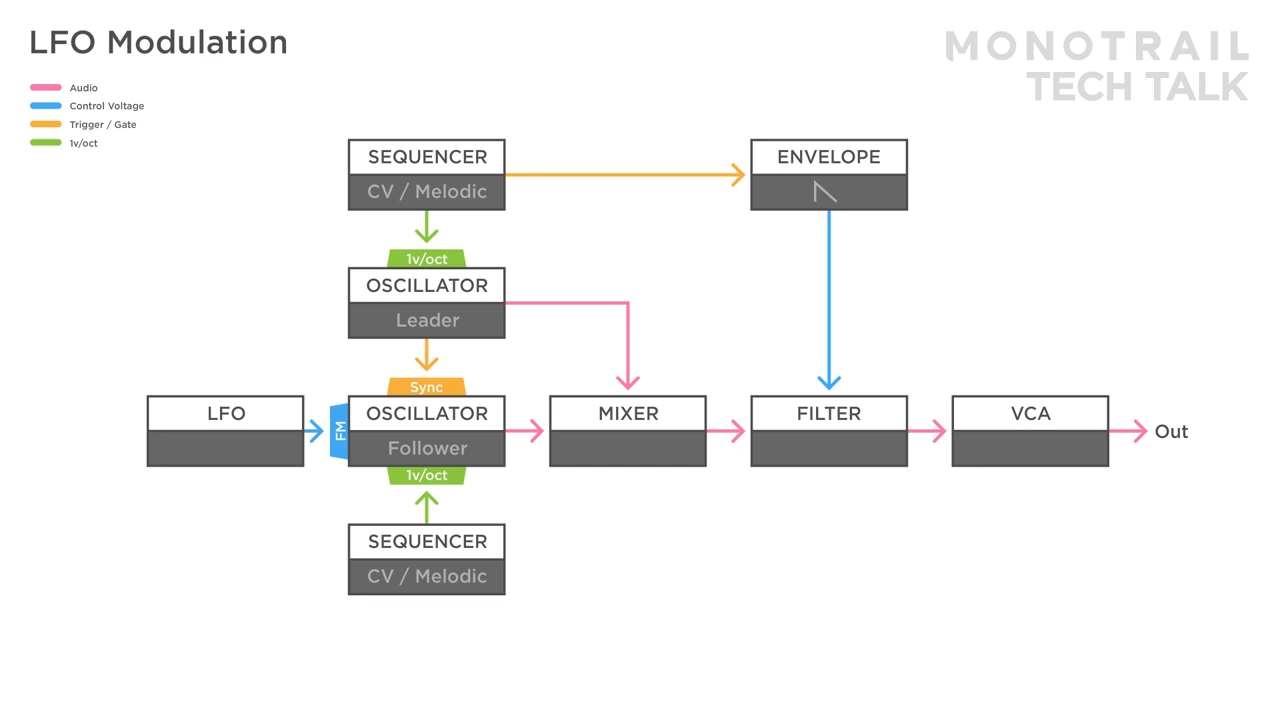 LFO Modulation
MONOTRAIL
TECH TALK
Audio
Control Voltage
Trigger / Gate
1v/oct
SEQUENCER
CV / Melodic
ENVELOPE
1v/oct
OSCILLATOR
Leader
Sync
LFO
FM
OSCILLATOR
Follower
MIXER
FILTER
VCA
Out
1v/oct
SEQUENCER
CV / Melodic